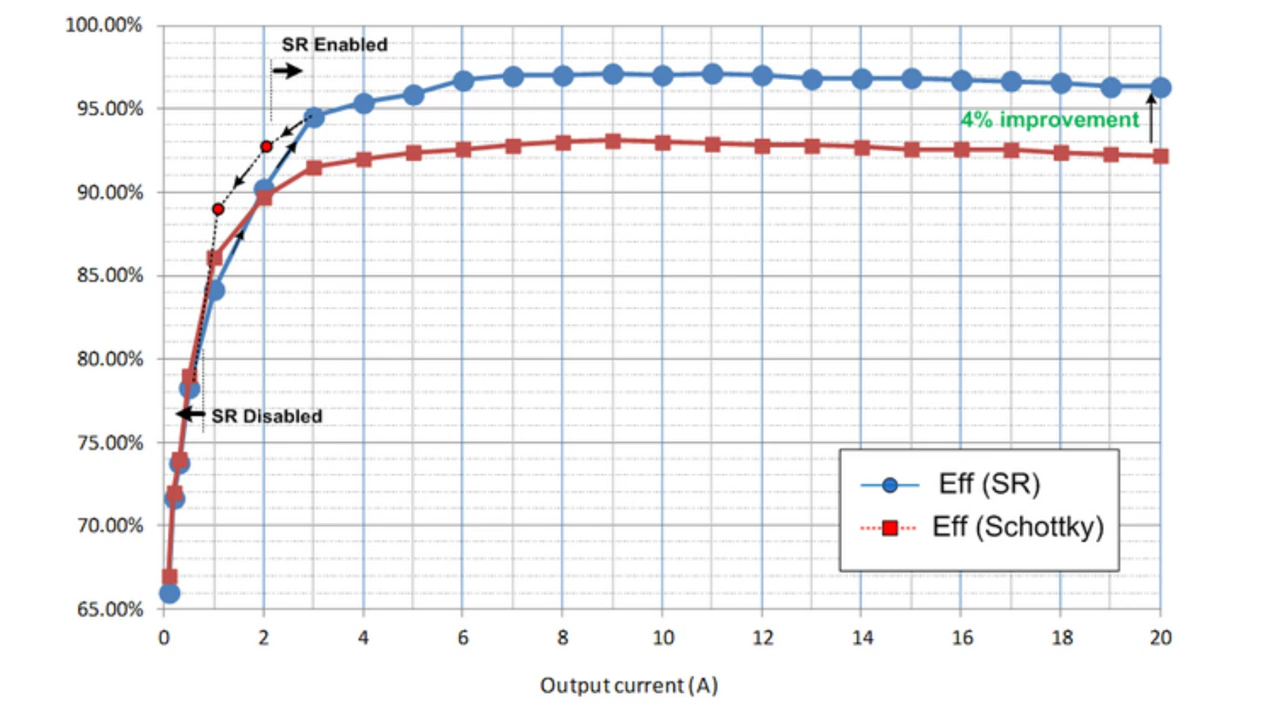 100.00%
SR Enabled
95.00%
4% improvement
90.00%
85.00%
80.00%
SR Disabled
75.00%
Eff (SR)
70.00%
Eff (Schottky)
65.00%
0 2 4 6 8 10 12 14 16 18 20
Output current (A)